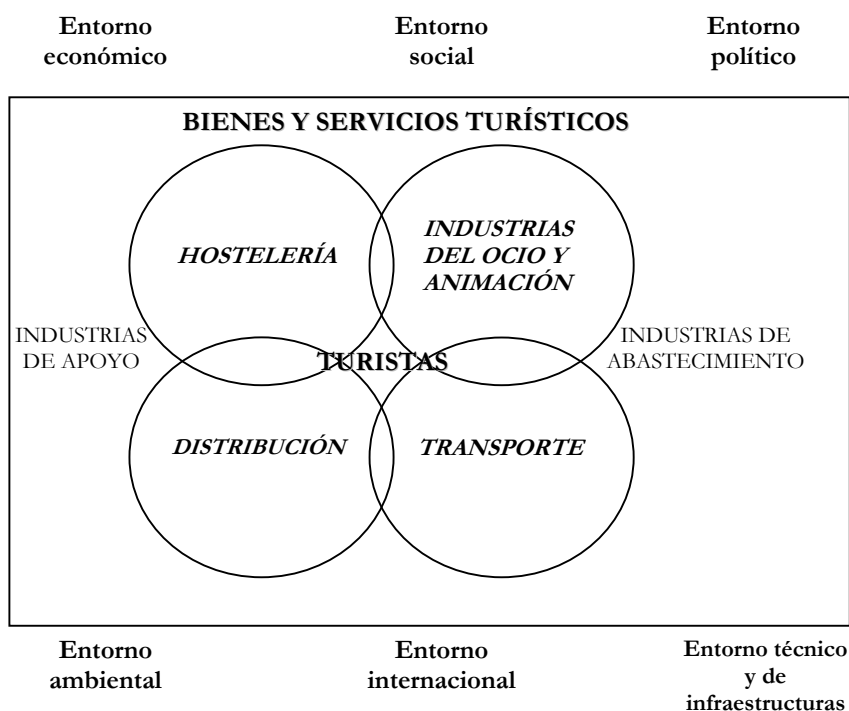 Entorno
económico
Entorno
social
Entorno
político
BIENES Y SERVICIOS TURÍSTICOS
HOSTELERÍA
INDUSTRIAS
DEL OCIO Y
ANIMACIÓN
INDUSTRIAS
DE APOYO
TURISTAS
INDUSTRIAS DE
ABASTECIMIENTO
DISTRIBUCIÓN
TRANSPORTE
Entorno
ambiental
Entorno
internacional
Entorno técnico
y de
infraestructuras